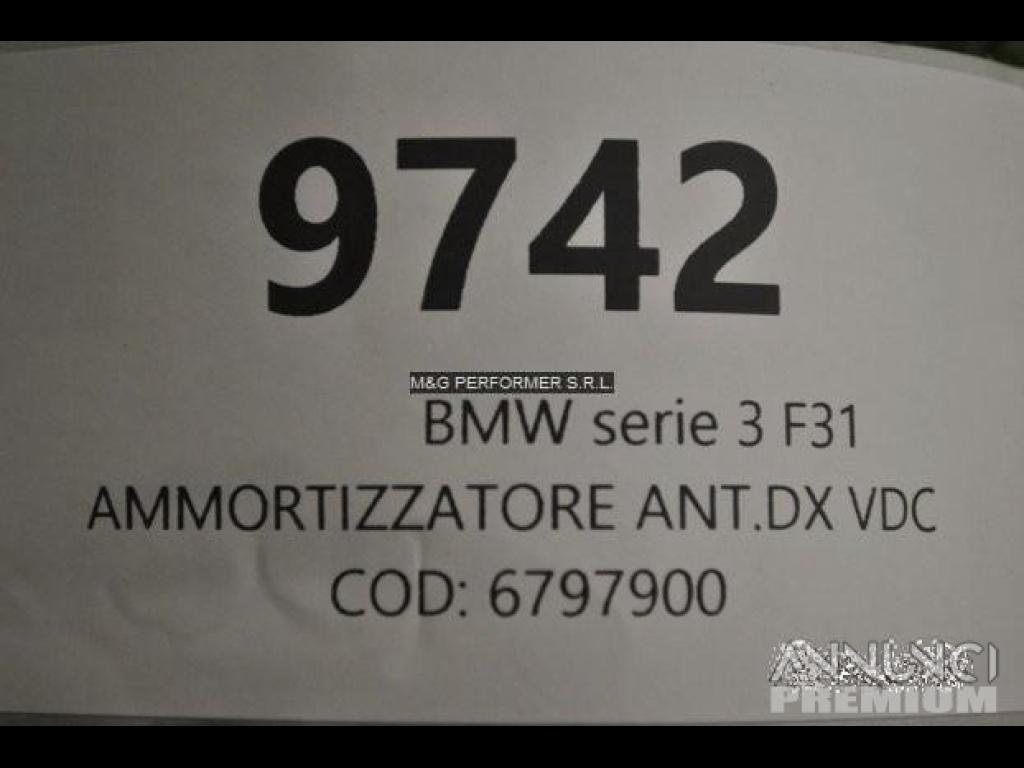 9742
M&G PERFORMER S.R.L.
BMW serie 3 F31
AMMORTIZZATORE ANT.DX VDC
COD: 6797900
ANNUNCI
PREMIUM